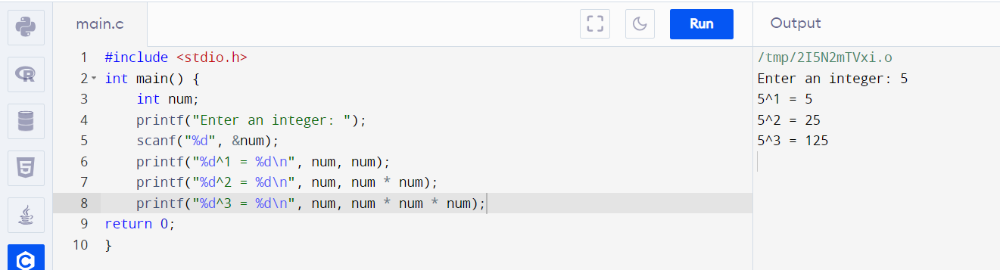 main.c
Run
Output
1 #include <stdio.h>
2 int main() {
3     int num;
4     printf("Enter an integer: ");
5     scanf("%d", &num);
6     printf("%d^1 = %d\n", num, num);
7     printf("%d^2 = %d\n", num, num * num);
8     printf("%d^3 = %d\n", num, num * num * num);
9 return 0;
10 }
/tmp/2I5N2mTVxi.o
Enter an integer: 5
5^1 = 5
5^2 = 25
5^3 = 125
R
5
C